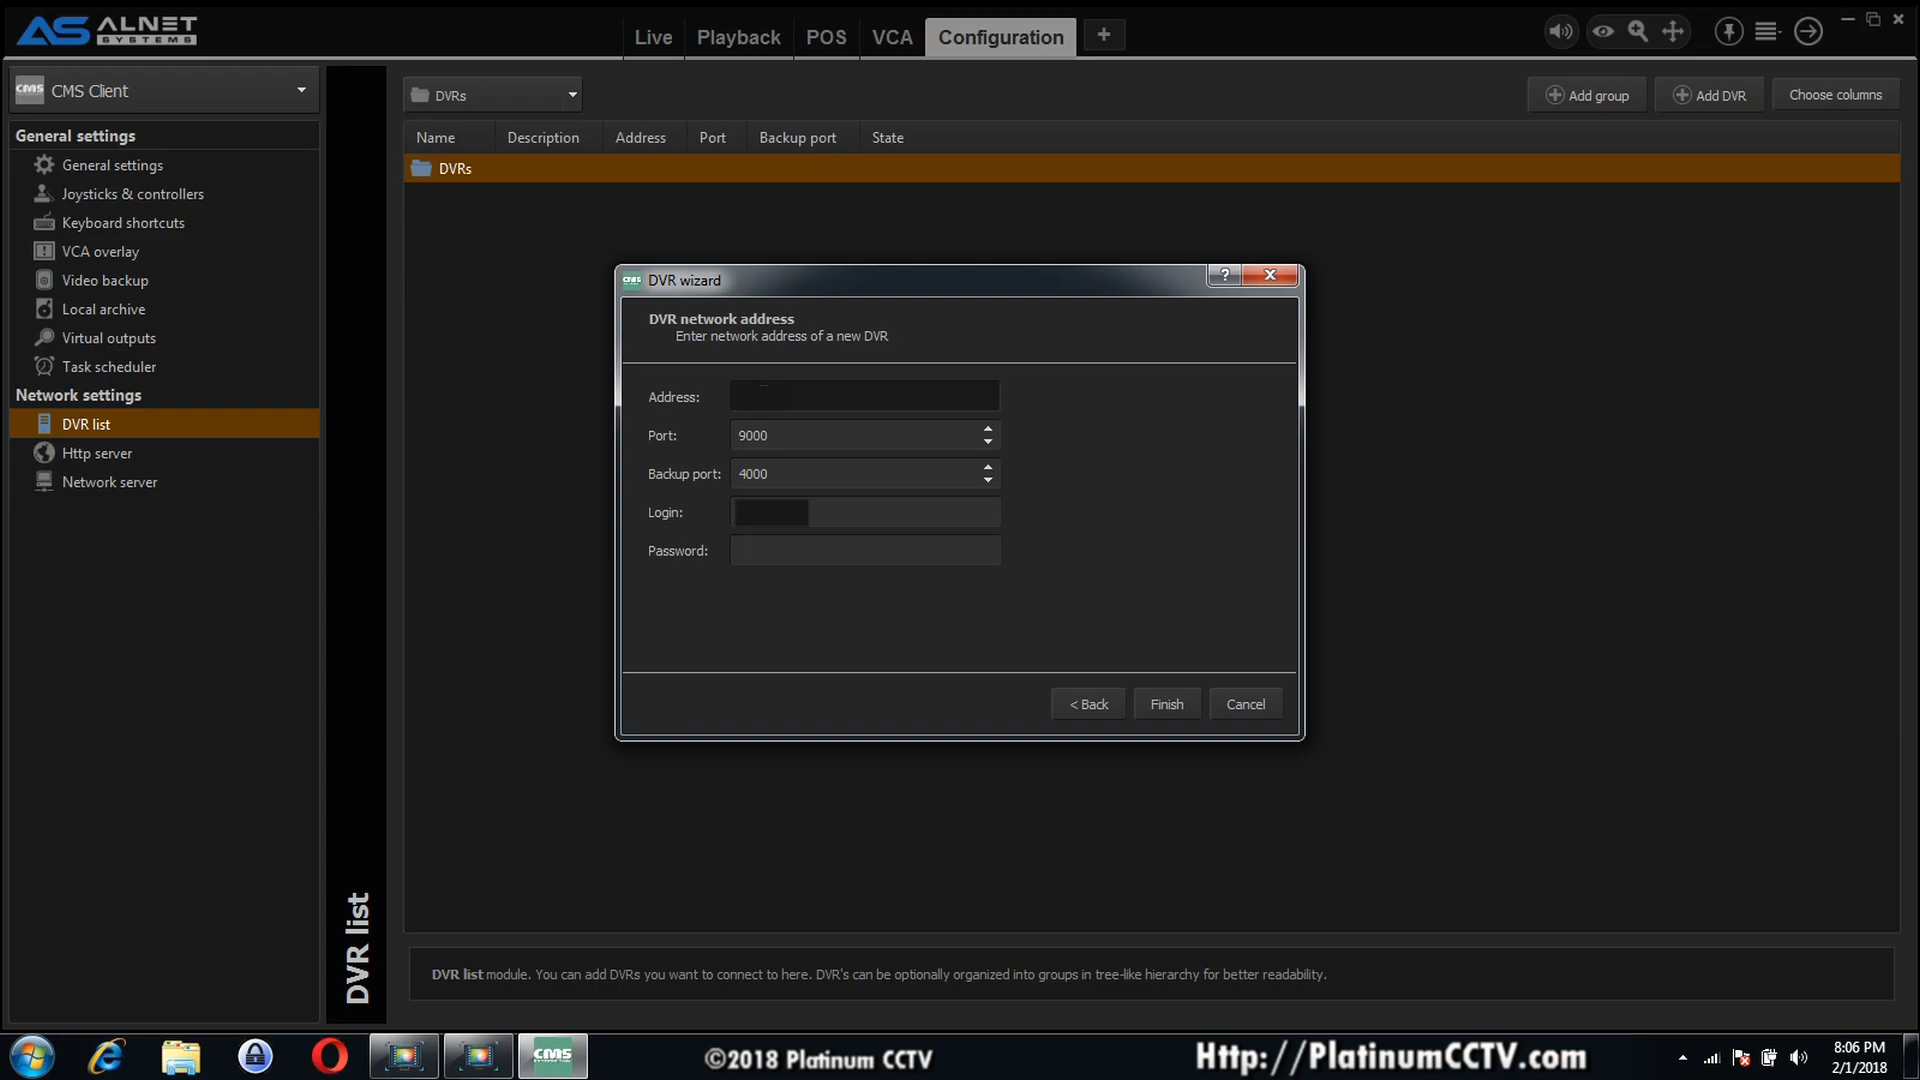 AS ALNET SYSTEMS
Live
Playback
POS
VCA
Configuration
+
cms CMS Client
General settings
General settings
Joysticks & controllers
Keyboard shortcuts
VCA overlay
Video backup
Local archive
Virtual outputs
Task scheduler
Network settings
DVR list
Http server
Network server
DVR list
DVRs
Add group
Add DVR
Choose columns
Name
Description
Address
Port
Backup port
State
DVRs
cms DVR wizard
?
DVR network address
Enter network address of a new DVR
Address:
Port: 9000
Backup port: 4000
Login:
Password:
< Back
Finish
Cancel
DVR list module. You can add DVRs you want to connect to here. DVR's can be optionally organized into groups in tree-like hierarchy for better readability.
cms
©2018 Platinum CCTV
Http://PlatinumCCTV.com
8:06 PM
2/1/2018